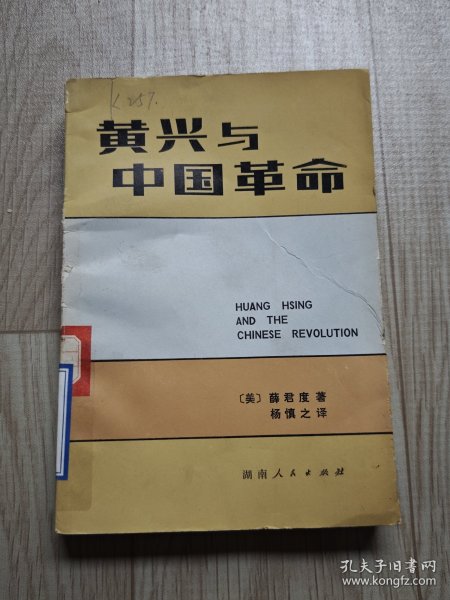 K257.
黄兴与
中国革命
HUANG HSING
AND THE
CHINESE REVOLUTION
〔美〕薛君度著
杨慎之译
湖南人民出版社
孔夫子旧书网
www.kongfz.com